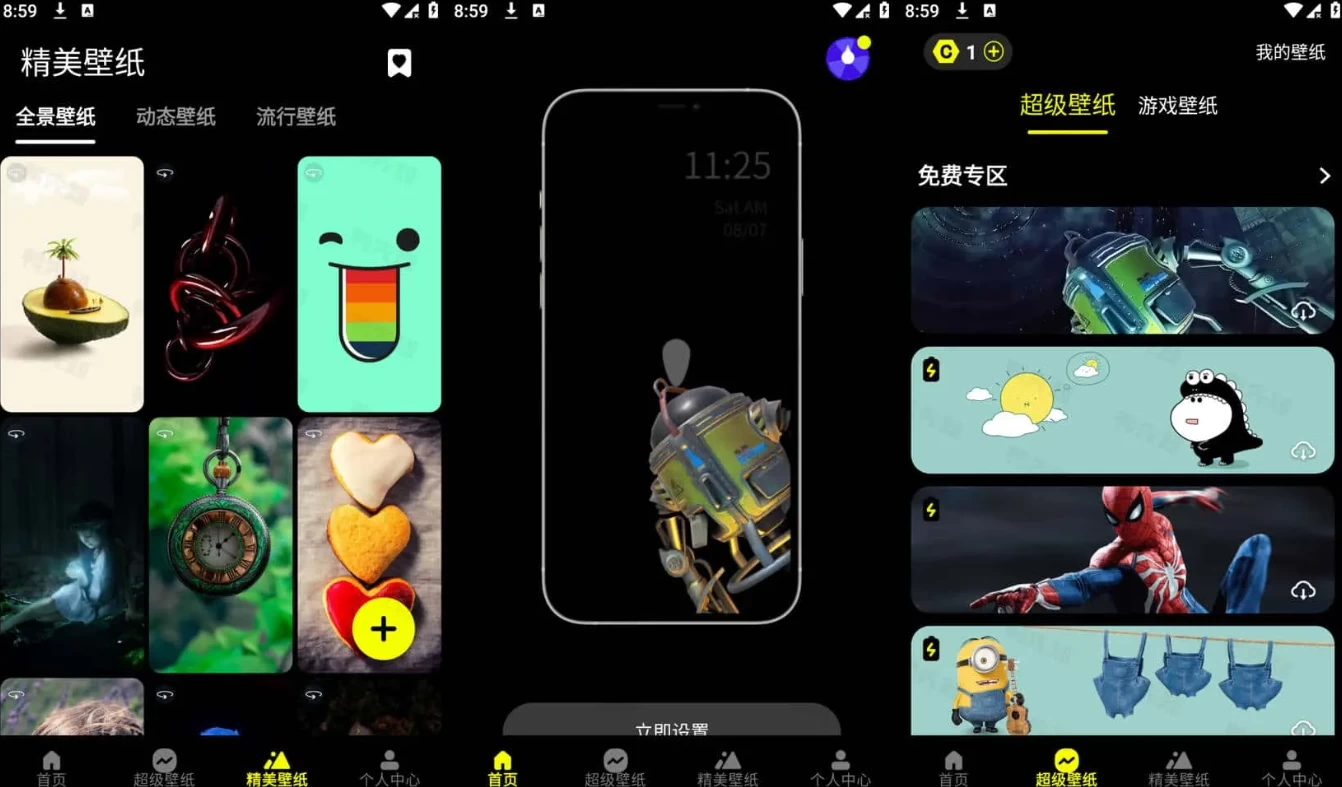 8:59
精美壁纸
全景壁纸 动态壁纸 流行壁纸
首页 超级壁纸 精美壁纸 个人中心
8:59
11:25
Sat.AM
08/07
立即设置
首页 超级壁纸 精美壁纸 个人中心
8:59
C 1
我的壁纸
超级壁纸 游戏壁纸
免费专区
首页 超级壁纸 精美壁纸 个人中心